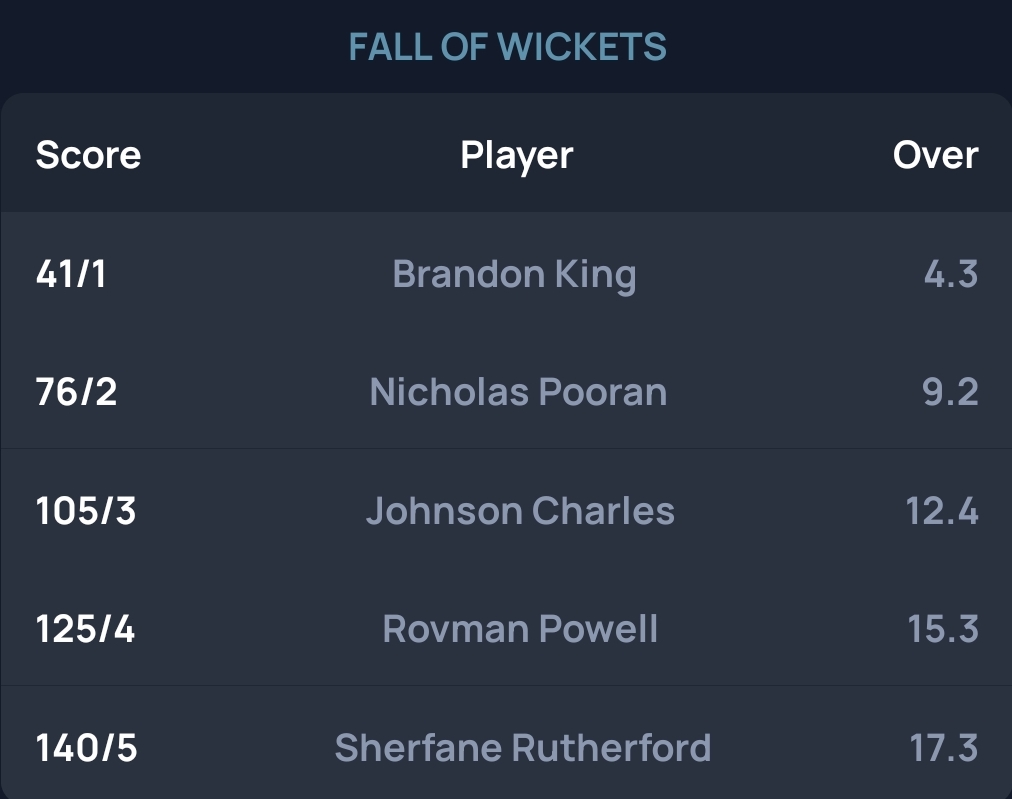 FALL OF WICKETS
Score Player Over
41/1 Brandon King 4.3
76/2 Nicholas Pooran 9.2
105/3 Johnson Charles 12.4
125/4 Rovman Powell 15.3
140/5 Sherfane Rutherford 17.3